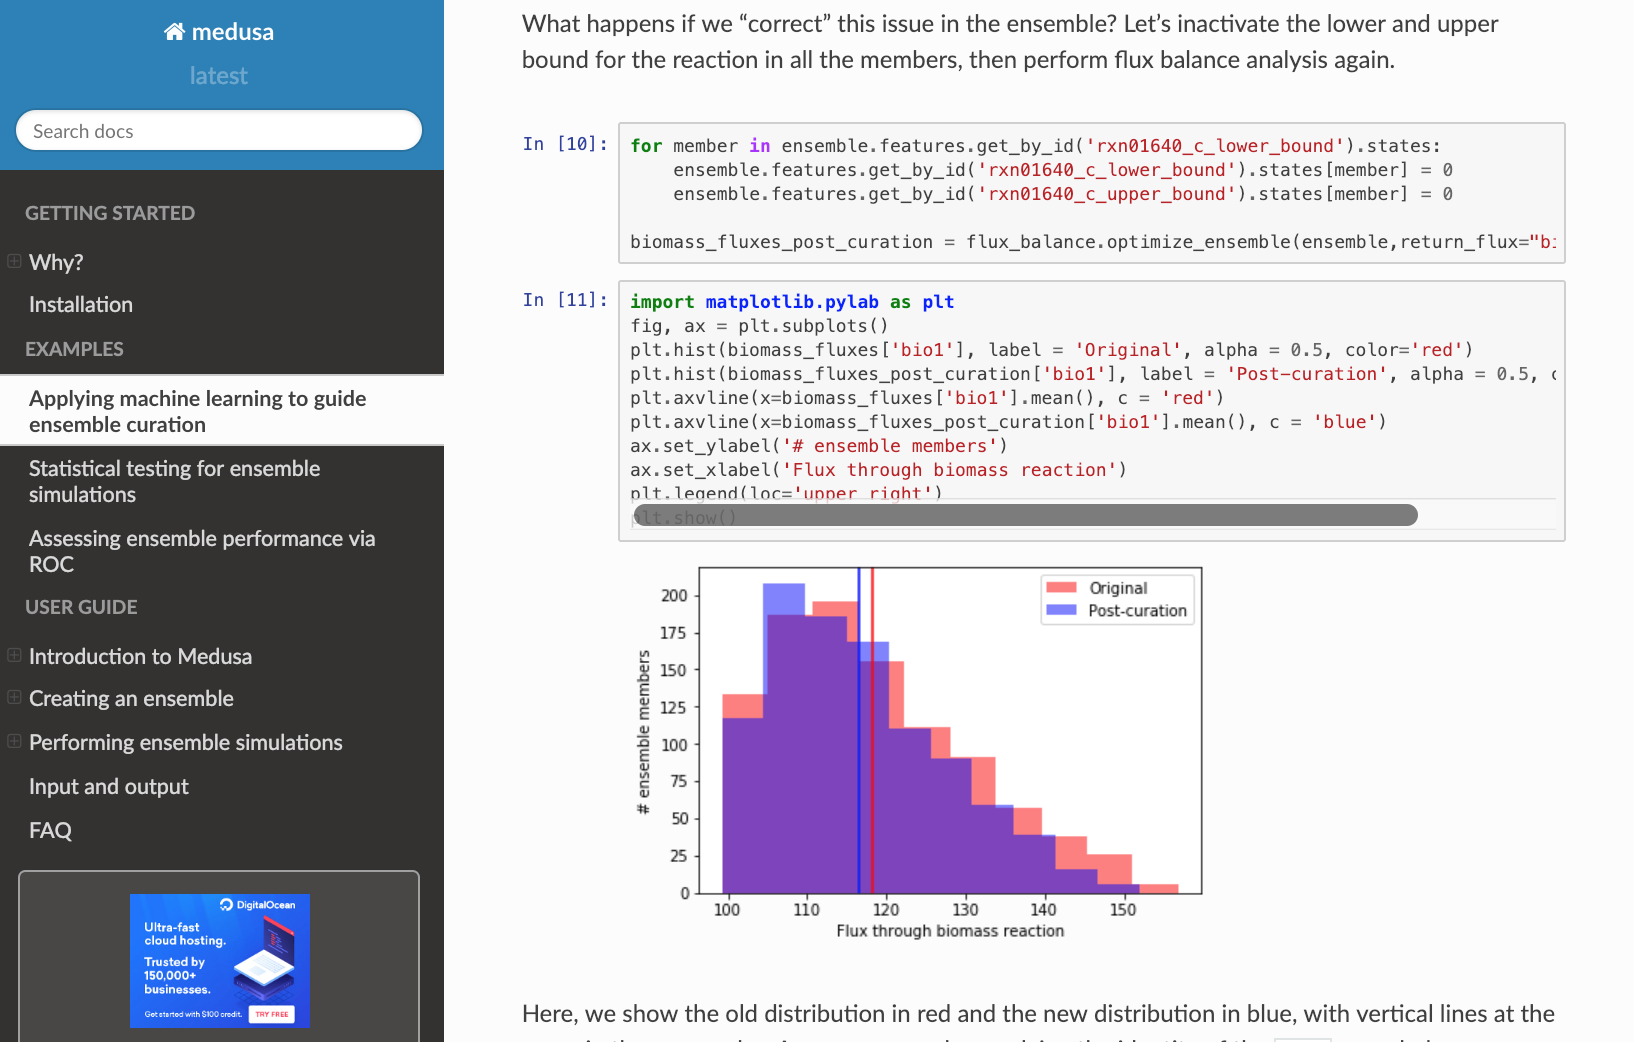 medusa
latest
Search docs
GETTING STARTED
Why?
Installation
EXAMPLES
Applying machine learning to guide
ensemble curation
Statistical testing for ensemble
simulations
Assessing ensemble performance via
ROC
USER GUIDE
Introduction to Medusa
Creating an ensemble
Performing ensemble simulations
Input and output
FAQ
DigitalOcean
Ultra-fast
cloud hosting.
Trusted by
150,000+
businesses.
Get started with $100 credit.
TRY FREE
What happens if we “correct” this issue in the ensemble? Let’s inactivate the lower and upper
bound for the reaction in all the members, then perform flux balance analysis again.
In [10]:
for member in ensemble.features.get_by_id('rxn01640_c_lower_bound').states:
    ensemble.features.get_by_id('rxn01640_c_lower_bound').states[member] = 0
    ensemble.features.get_by_id('rxn01640_c_upper_bound').states[member] = 0
biomass_fluxes_post_curation = flux_balance.optimize_ensemble(ensemble,return_flux="bi
In [11]:
import matplotlib.pylab as plt
fig, ax = plt.subplots()
plt.hist(biomass_fluxes['bio1'], label = 'Original', alpha = 0.5, color='red')
plt.hist(biomass_fluxes_post_curation['bio1'], label = 'Post-curation', alpha = 0.5, c
plt.axvline(x=biomass_fluxes['bio1'].mean(), c = 'red')
plt.axvline(x=biomass_fluxes_post_curation['bio1'].mean(), c = 'blue')
ax.set_ylabel('# ensemble members')
ax.set_xlabel('Flux through biomass reaction')
plt.legend(loc='upper right')
plt.show()
Original
Post-curation
200
175
150
125
100
75
50
25
0
# ensemble members
100 110 120 130 140 150
Flux through biomass reaction
Here, we show the old distribution in red and the new distribution in blue, with vertical lines at the